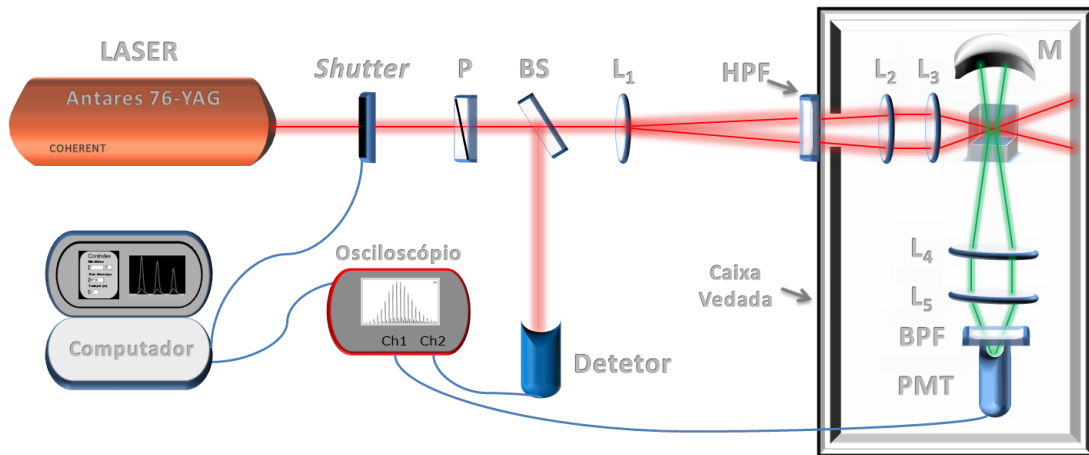 LASER
Antares 76-YAG
COHERENT
Shutter
P
BS
L1
HPF
L2
L3
M
Osciloscópio
Ch1
Ch2
Computador
Controles
Detetor
Caixa
Vedada
L4
L5
BPF
PMT